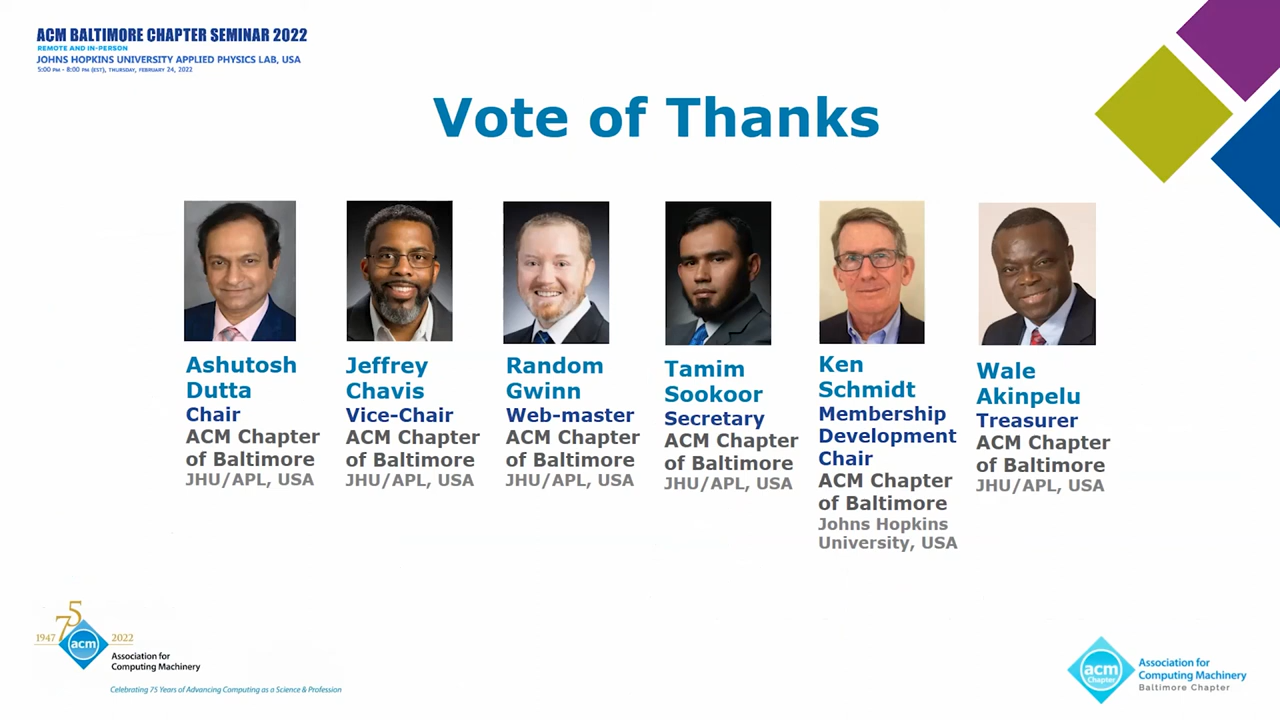 ACM BALTIMORE CHAPTER SEMINAR 2022
REMOTE AND IN-PERSON
JOHNS HOPKINS UNIVERSITY APPLIED PHYSICS LAB, USA
5:00 PM - 8:00 PM (EST), THURSDAY, FEBRUARY 24, 2022
Vote of Thanks
Ashutosh
Dutta
Chair
ACM Chapter
of Baltimore
JHU/APL, USA
Jeffrey
Chavis
Vice-Chair
ACM Chapter
of Baltimore
JHU/APL, USA
Random
Gwinn
Web-master
ACM Chapter
of Baltimore
JHU/APL, USA
Tamim
Sookoor
Secretary
ACM Chapter
of Baltimore
JHU/APL, USA
Ken
Schmidt
Membership
Development
Chair
ACM Chapter
of Baltimore
Johns Hopkins
University, USA
Wale
Akinpelu
Treasurer
ACM Chapter
of Baltimore
JHU/APL, USA
75
1947 acm 2022
Association for
Computing Machinery
Celebrating 75 Years of Advancing Computing as a Science & Profession
acm
Chapter
Association for
Computing Machinery
Baltimore Chapter